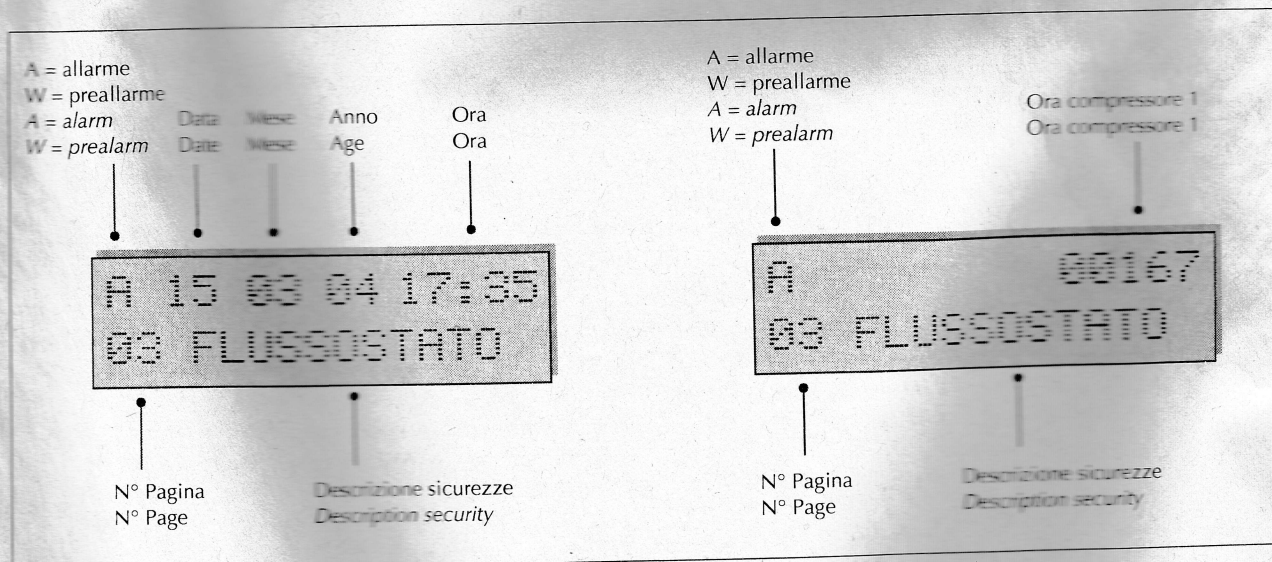 A = allarme
W = preallarme
A = alarm
W = prealarm
Data Mese Anno Ora
Date Mese Age Ora
A 15 03 04 17:35
03 FLUSSOSTATO
N° Pagina
N° Page
Descrizione sicurezze
Description security
A = allarme
W = preallarme
A = alarm
W = prealarm
Ora compressore 1
Ora compressore 1
A 00167
03 FLUSSOSTATO
N° Pagina
N° Page
Descrizione sicurezze
Description security